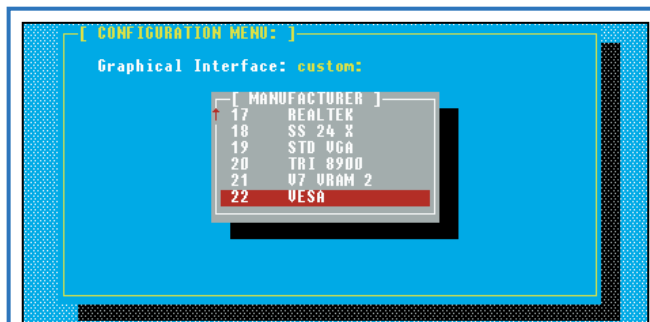 [ CONFIGURATION MENU: ]
Graphical Interface: custom:
[ MANUFACTURER ]
↑ 17 REALTEK
18 SS 24 X
19 STD VGA
20 TRI 8900
21 V7 VRAM 2
22 VESA